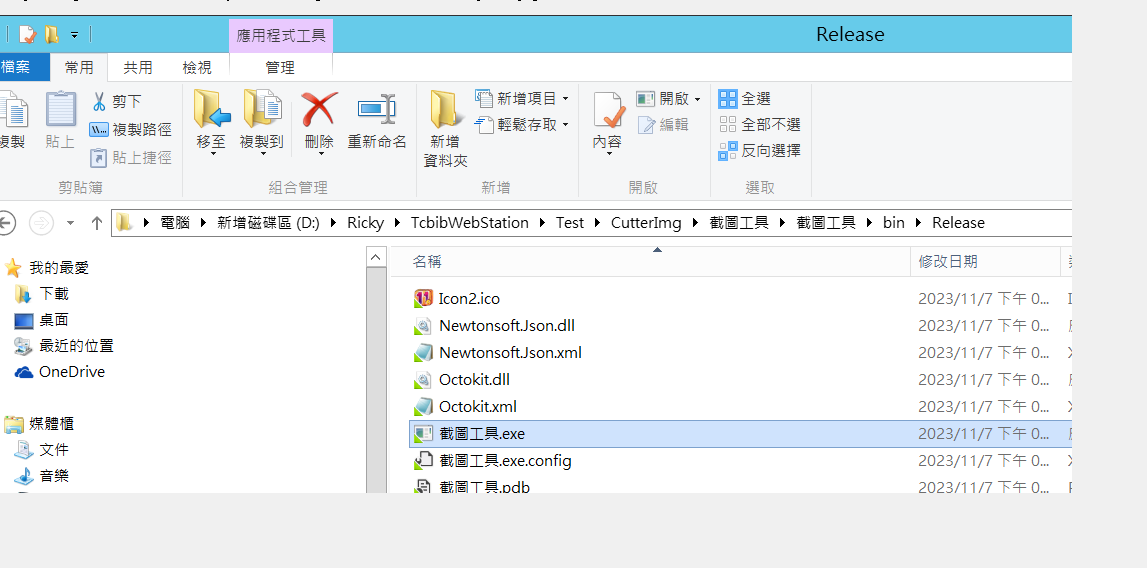 應用程式工具
Release
檔案 常用 共用 檢視 管理
複製 貼上 剪下 移至 複製到 刪除 重新命名 新增資料夾 新增項目 內容 開啟 全選
複製路徑 輕鬆存取 編輯 全部不選
貼上捷徑 反向選擇
剪貼簿 組合管理 新增 開啟 選取
電腦 新增磁碟區 (D:) Ricky TcbibWebStation Test CutterImg 截圖工具 截圖工具 bin Release
名稱 修改日期
我的最愛
下載
桌面
最近的位置
OneDrive
媒體櫃
文件
音樂
Icon2.ico 2023/11/7 下午 0...
Newtonsoft.Json.dll 2023/11/7 下午 0...
Newtonsoft.Json.xml 2023/11/7 下午 0...
Octokit.dll 2023/11/7 下午 0...
Octokit.xml 2023/11/7 下午 0...
截圖工具.exe 2023/11/7 下午 0...
截圖工具.exe.config 2023/11/7 下午 0...
截圖工具.pdb 2023/11/7 下午 0...